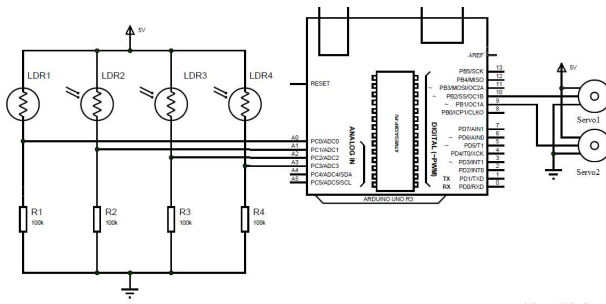 5V
LDR1
LDR2
LDR3
LDR4
A0
A1
A2
A3
A4
A5
R1
100k
R2
100k
R3
100k
R4
100k
RESET
PC0/ADC0
PC1/ADC1
PC2/ADC2
PC3/ADC3
PC4/ADC4/SDA
PC5/ADC5/SCL
ANALOG IN
ATMEGA328P-PU
DIGITAL (~PWM)
AREF
PB5/SCK 13
PB4/MISO 12
~ PB3/MOSI/OC2A 11
~ PB2/SS/OC1B 10
~ PB1/OC1A 9
PB0/ICP1/CLKO 8
PD7/AIN1 7
~ PD6/AIN0 6
~ PD5/T1 5
PD4/T0/XCK 4
~ PD3/INT1 3
PD2/INT0 2
TX PD1/TXD 1
RX PD0/RXD 0
ARDUINO UNO R3
5V
Servo1
Servo2